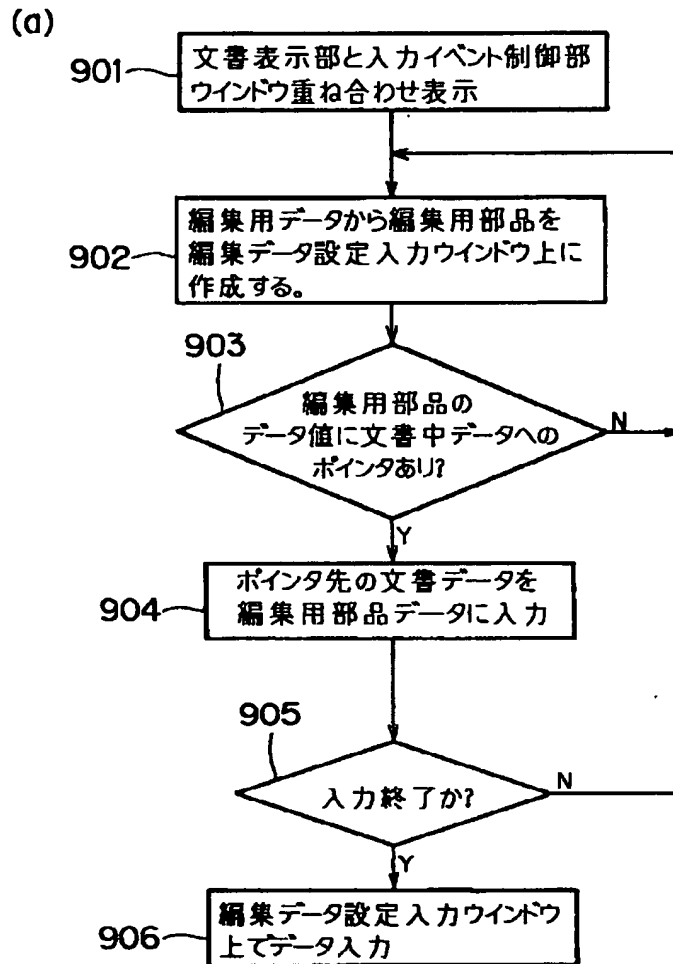 (a)
901
文書表示部と入力イベント制御部
ウインドウ重ね合わせ表示
902
編集用データから編集用部品を
編集データ設定入力ウインドウ上に
作成する。
903
編集用部品の
データ値に文書中データへの
ポインタあり?
N
Y
904
ポインタ先の文書データを
編集用部品データに入力
905
入力終了か?
N
Y
906
編集データ設定入力ウインドウ
上でデータ入力